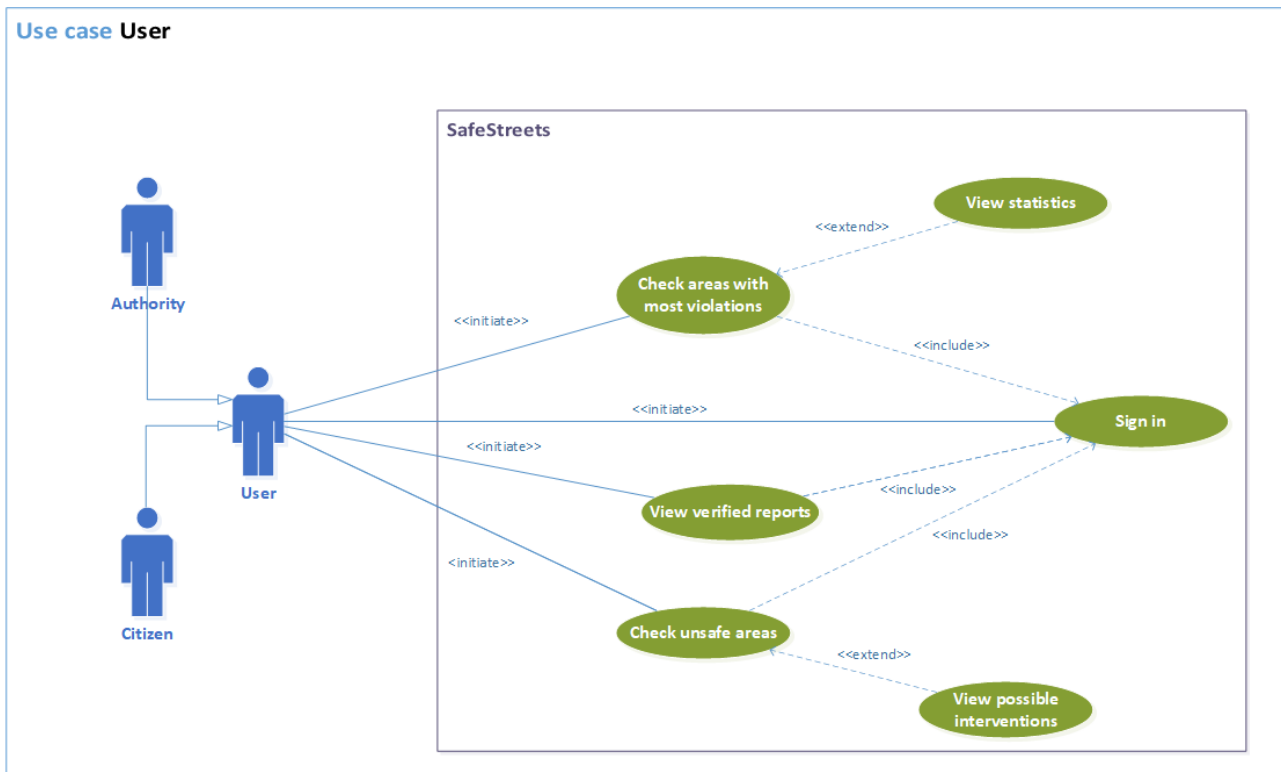 Use case User
SafeStreets
View statistics
<<extend>>
Check areas with
most violations
Authority
<<initiate>>
<<include>>
<<initiate>>
Sign in
<<initiate>>
User
<<include>>
View verified reports
<<include>>
<initiate>>
Citizen
Check unsafe areas
<<extend>>
View possible
interventions